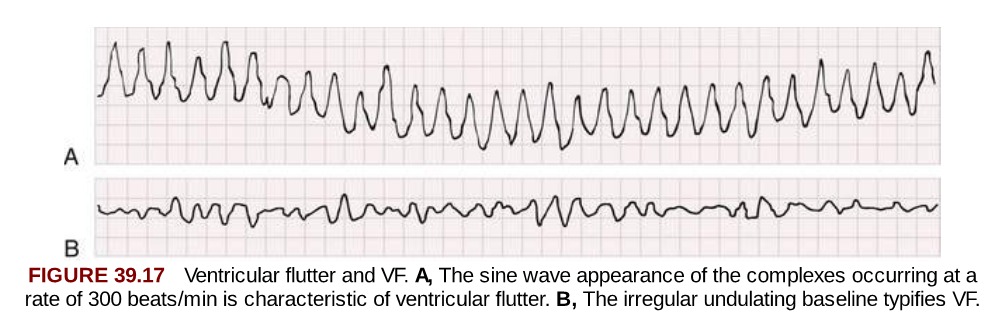 A
B
FIGURE 39.17 Ventricular flutter and VF. A, The sine wave appearance of the complexes occurring at a
rate of 300 beats/min is characteristic of ventricular flutter. B, The irregular undulating baseline typifies VF.